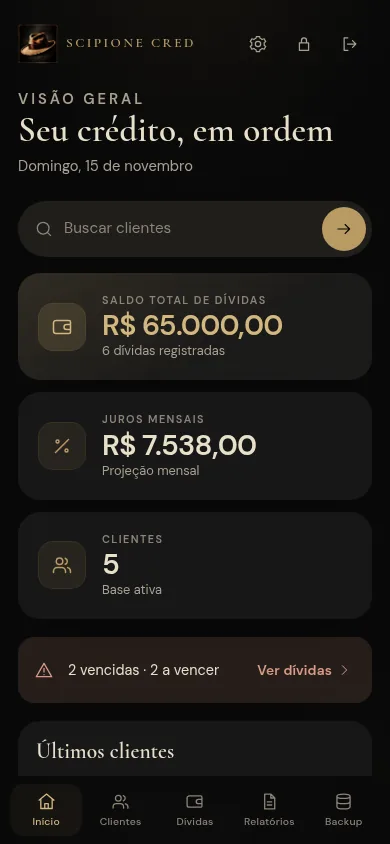 SCIPIONE CRED
VISÃO GERAL
Seu crédito, em ordem
Domingo, 15 de novembro
Buscar clientes
SALDO TOTAL DE DÍVIDAS
R$ 65.000,00
6 dívidas registradas
JUROS MENSAIS
R$ 7.538,00
Projeção mensal
CLIENTES
5
Base ativa
2 vencidas · 2 a vencer
Ver dívidas
Últimos clientes
Início
Clientes
Dívidas
Relatórios
Backup